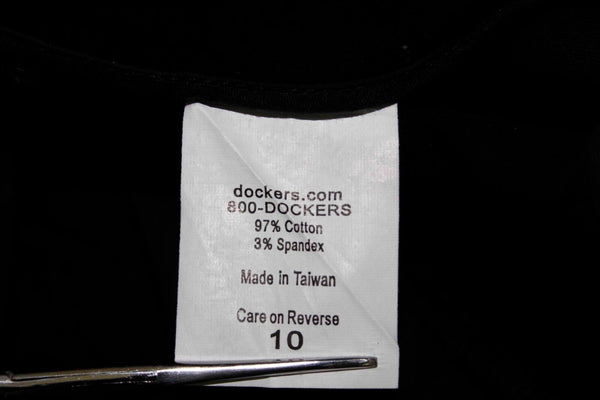 dockers.com
800-DOCKERS
97% Cotton
3% Spandex
Made in Taiwan
Care on Reverse
10